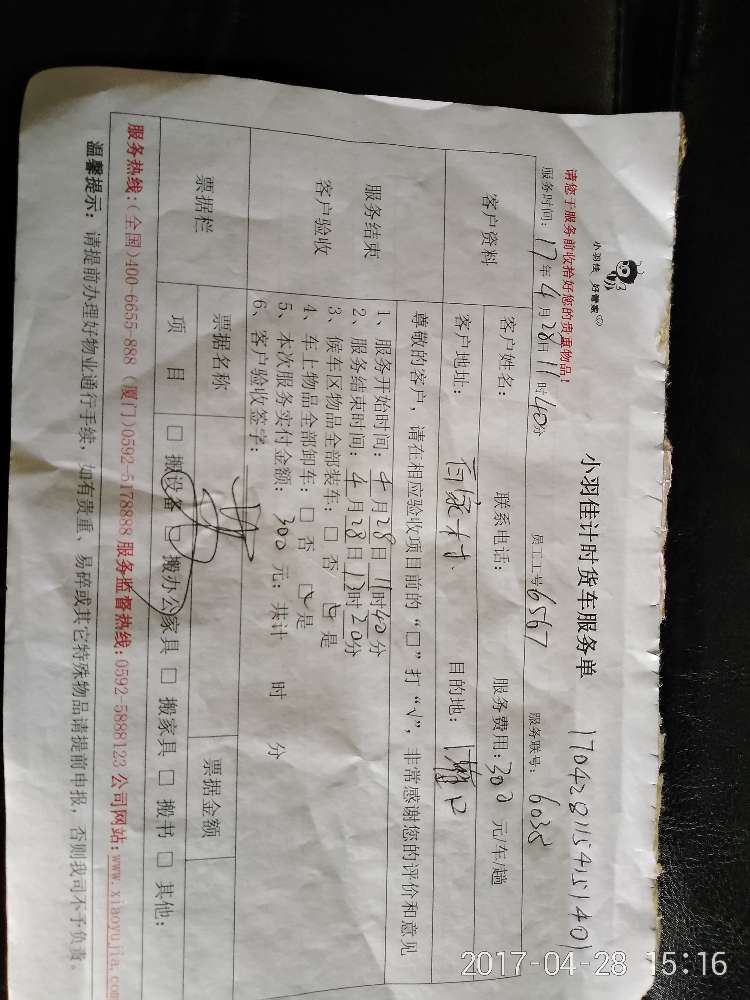 小羽佳 好管家
请您于服务前收拾好您的贵重物品!
小羽佳计时货车服务单
服务时间: 17年4月28日11时40分 员工工号6567 服务联号: 6035
客户资料 客户姓名: 联系电话: 服务费用:300 元/车/趟
客户地址: 目的地:
尊敬的客户，请在相应验收项目前的“□”打“√”，非常感谢您的评价和意见
服务结束
客户验收
1、服务开始时间: 4月28日11时40分
2、服务结束时间: 4月28日13时20分
3、候车区物品全部装车: □ 否 ☑ 是
4、车上物品全部卸车: □ 否 ☑ 是
5、本次服务实付金额: 300 元; 共计 时 分
6、客户验收签字:
票据栏 票据名称 票据金额
项 目 □ 搬设备 □ 搬办公家具 □ 搬家具 □ 搬书 □ 其他:
服务热线:(全国)400-6655-888 (厦门)0592-5178888 服务监督热线:0592-5888123 公司网站:www.xiaoyujia.com
温馨提示: 请提前办理好物业通行手续，如有贵重、易碎或其它特殊物品请提前申报，否则我司不予负责。
2017-04-28 15:16